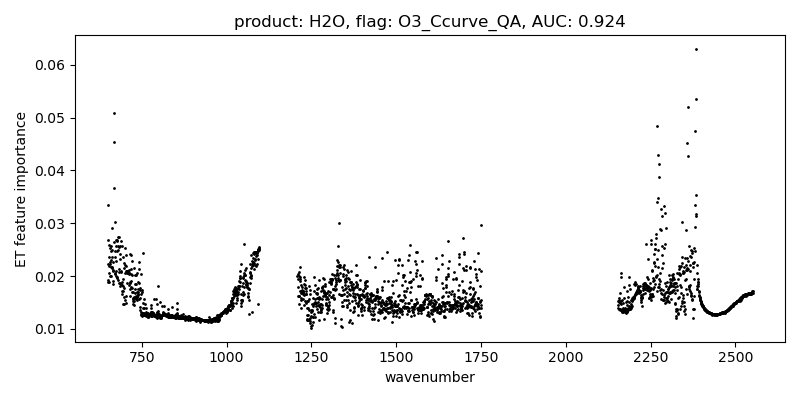 product: H2O, flag: O3_Ccurve_QA, AUC: 0.924
0.06
0.05
0.04
0.03
0.02
0.01
ET feature importance
750 1000 1250 1500 1750 2000 2250 2500
wavenumber